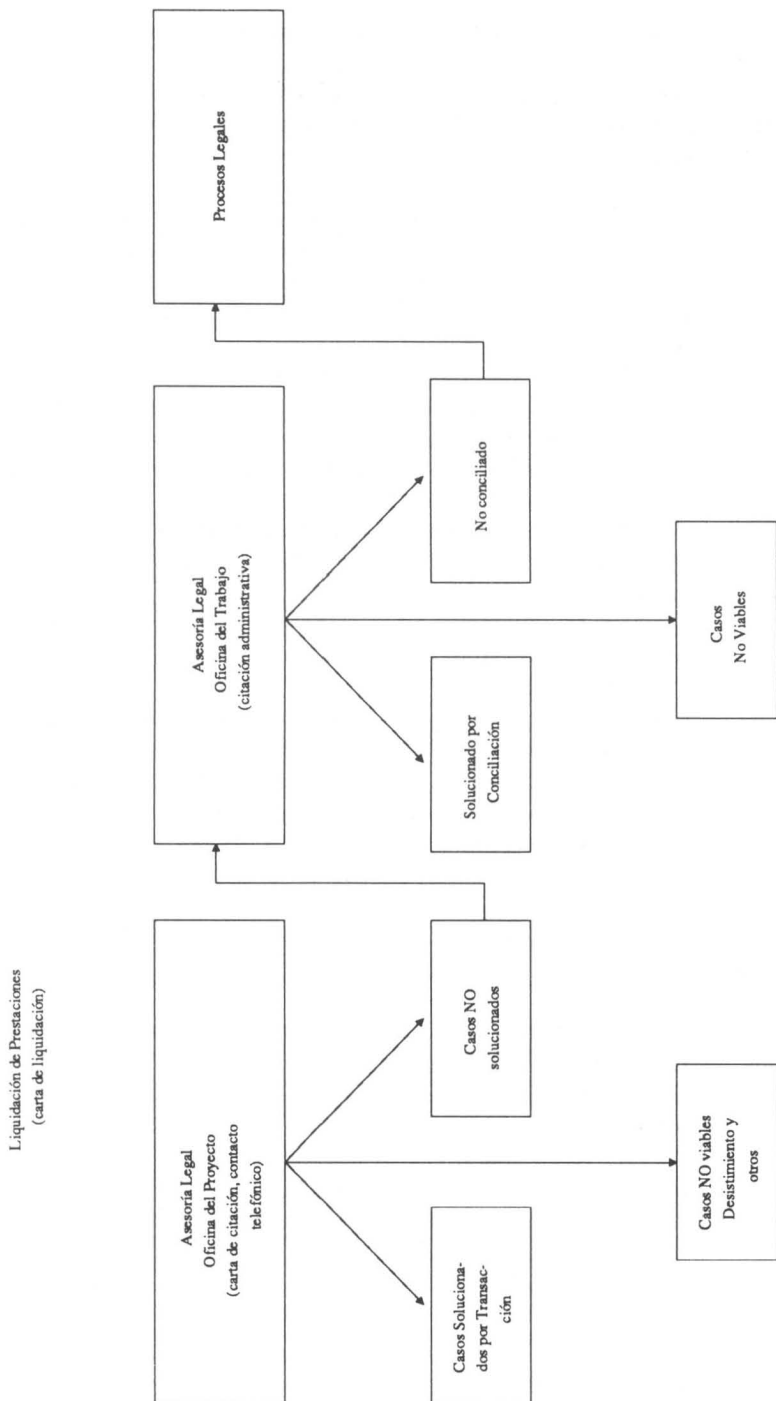 Liquidación de Prestaciones
(carta de liquidación)
Asesoría Legal
Oficina del Proyecto
(carta de citación, contacto
telefónico)
Casos Soluciona-
dos por Transac-
ción
Casos NO
solucionados
Casos NO viables
Desistimiento y
otros
Asesoría Legal
Oficina del Trabajo
(citación administrativa)
Solucionado por
Conciliación
No conciliado
Casos
No Viables
Procesos Legales